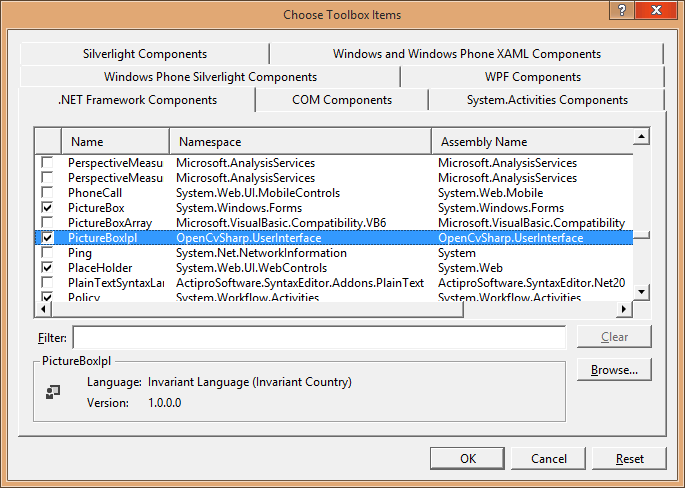 Choose Toolbox Items
?
Silverlight Components Windows and Windows Phone XAML Components
Windows Phone Silverlight Components WPF Components
.NET Framework Components COM Components System.Activities Components
Name Namespace Assembly Name
PerspectiveMeasu Microsoft.AnalysisServices Microsoft.AnalysisServices
PerspectiveMeasu Microsoft.AnalysisServices Microsoft.AnalysisServices
PhoneCall System.Web.UI.MobileControls System.Web.Mobile
PictureBox System.Windows.Forms System.Windows.Forms
PictureBoxArray Microsoft.VisualBasic.Compatibility.VB6 Microsoft.VisualBasic.Compatibility
PictureBoxIpl OpenCvSharp.UserInterface OpenCvSharp.UserInterface
Ping System.Net.NetworkInformation System
PlaceHolder System.Web.UI.WebControls System.Web
PlainTextSyntaxLan ActiproSoftware.SyntaxEditor.Addons.PlainText ActiproSoftware.SyntaxEditor.Net20
Policy System.Workflow.Activities System.Workflow.Activities
Filter: Clear
PictureBoxIpl
Browse...
Language: Invariant Language (Invariant Country)
Version: 1.0.0.0
OK Cancel Reset